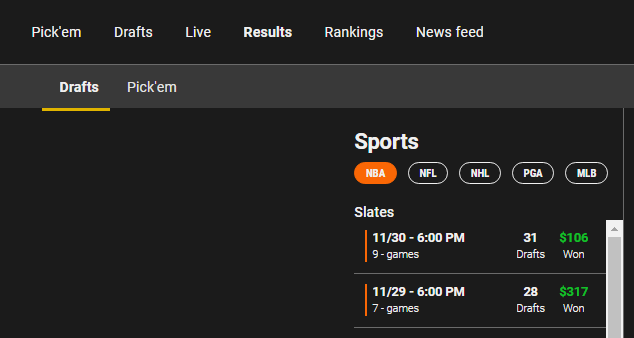 Pick'em Drafts Live Results Rankings News feed
Drafts Pick'em
Sports
NBA NFL NHL PGA MLB
Slates
11/30 - 6:00 PM 31 $106
9 - games Drafts Won
11/29 - 6:00 PM 28 $317
7 - games Drafts Won